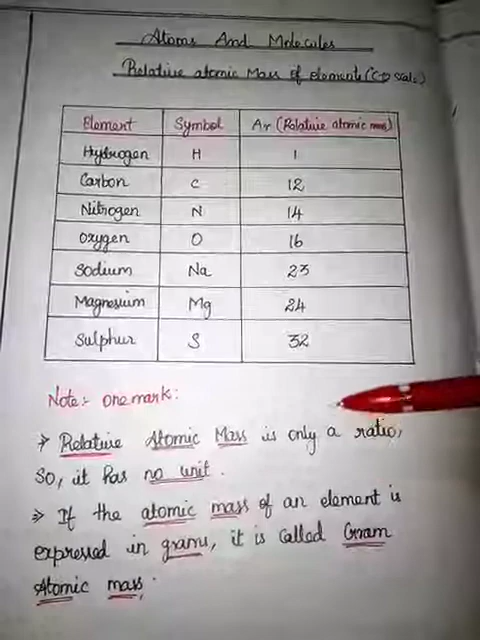 Atoms And Molecules
Relative atomic Mass of elements (C-12 scale)
Element Symbol Ar (Relative atomic mass)
Hydrogen H 1
Carbon C 12
Nitrogen N 14
Oxygen O 16
Sodium Na 23
Magnesium Mg 24
Sulphur S 32
Note:- one mark:
→ Relative Atomic Mass is only a ratio,
So, it has no unit.
⇒ If the atomic mass of an element is
expressed in grams, it is called Gram
Atomic mass;